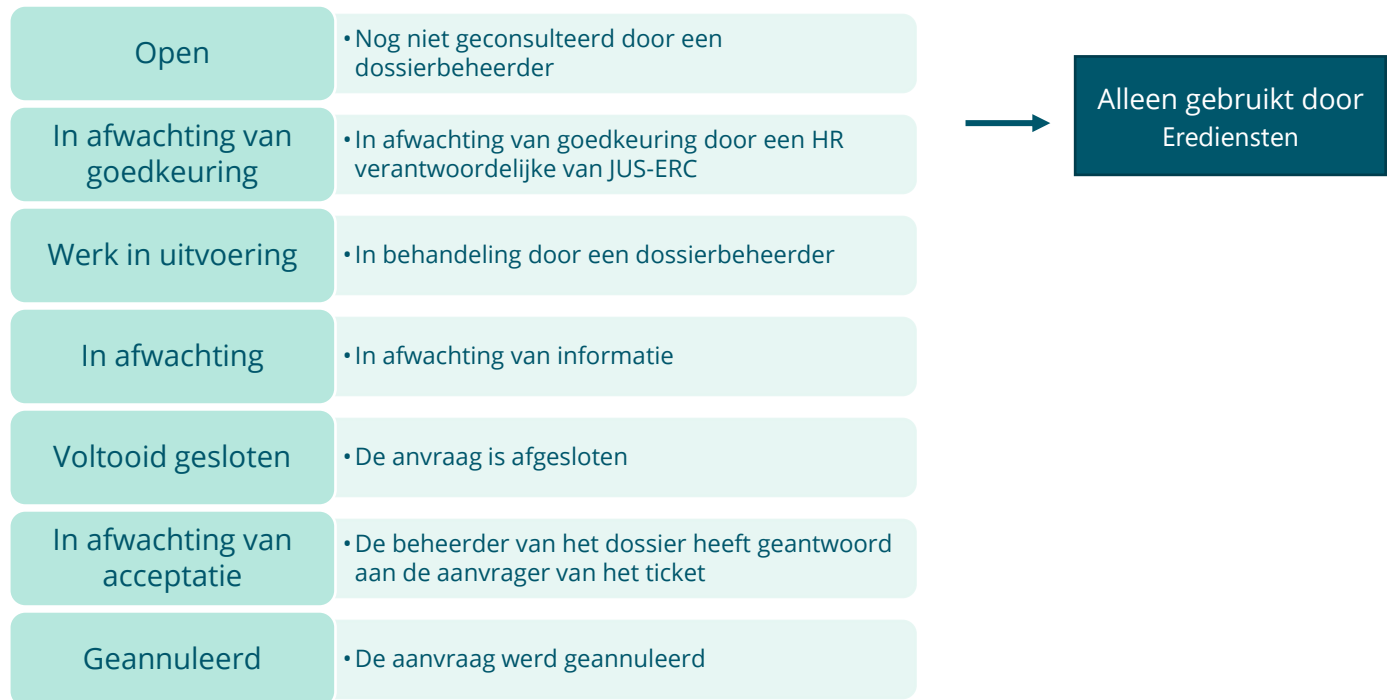 Open
• Nog niet geconsulteerd door een
dossierbeheerder
In afwachting van
goedkeuring
• In afwachting van goedkeuring door een HR
verantwoordelijke van JUS-ERC
Alleen gebruikt door
Erediensten
Werk in uitvoering
• In behandeling door een dossierbeheerder
In afwachting
• In afwachting van informatie
Voltooid gesloten
• De anvraag is afgesloten
In afwachting van
acceptatie
• De beheerder van het dossier heeft geantwoord
aan de aanvrager van het ticket
Geannuleerd
• De aanvraag werd geannuleerd